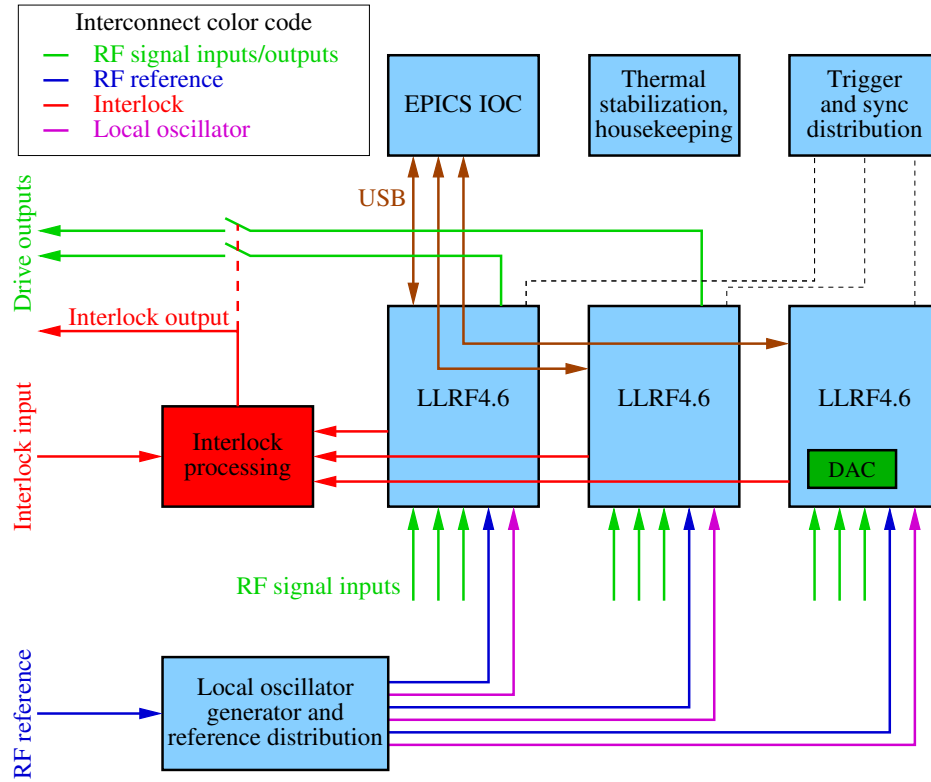 Interconnect color code
RF signal inputs/outputs
RF reference
Interlock
Local oscillator
EPICS IOC
Thermal
stabilization,
housekeeping
Trigger
and sync
distribution
USB
Drive outputs
Interlock output
LLRF4.6
LLRF4.6
LLRF4.6
Interlock input
Interlock
processing
DAC
RF signal inputs
RF reference
Local oscillator
generator and
reference distribution